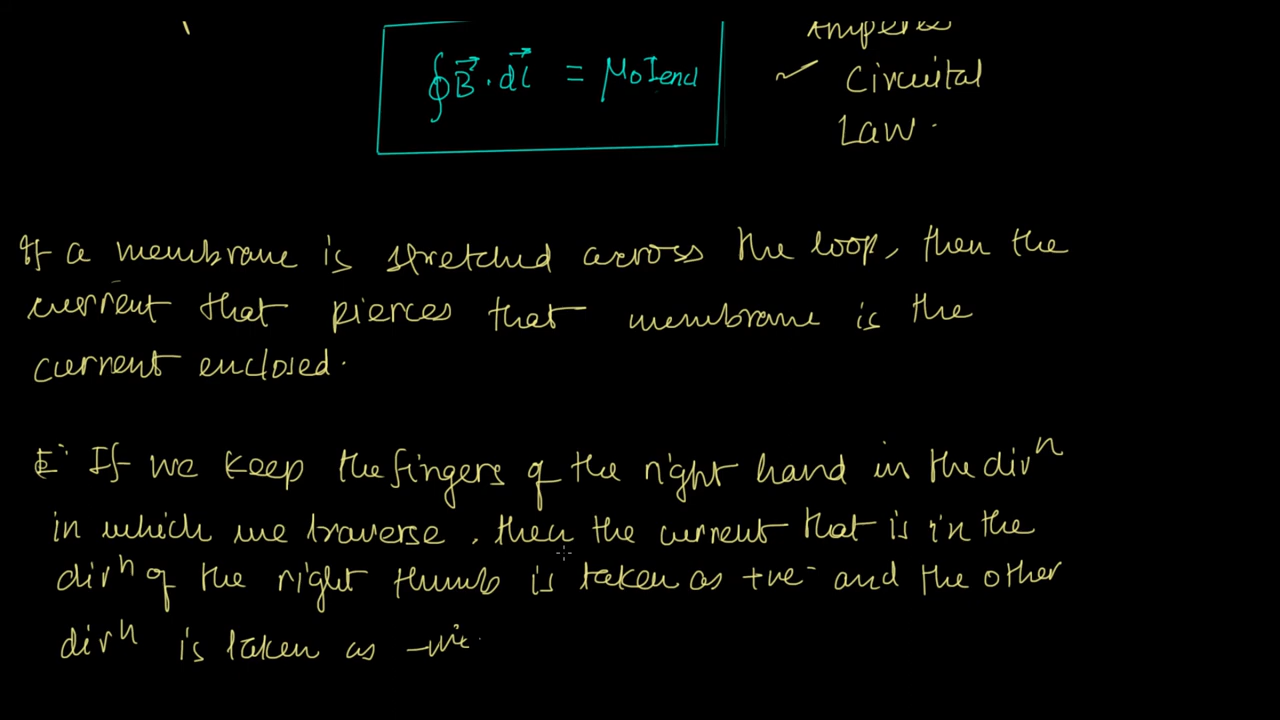 Ampere
∮B⃗ · dl⃗ = μ0Iencl
Circuital
Law.
If a membrane is stretched across the loop, then the
current that pierces that membrane is the
current enclosed.
If we keep the fingers of the right hand in the dirⁿ
in which we traverse, then the current that is in the
dirⁿ of the right thumb is taken as +ve and the other
dirⁿ is taken as -ve.